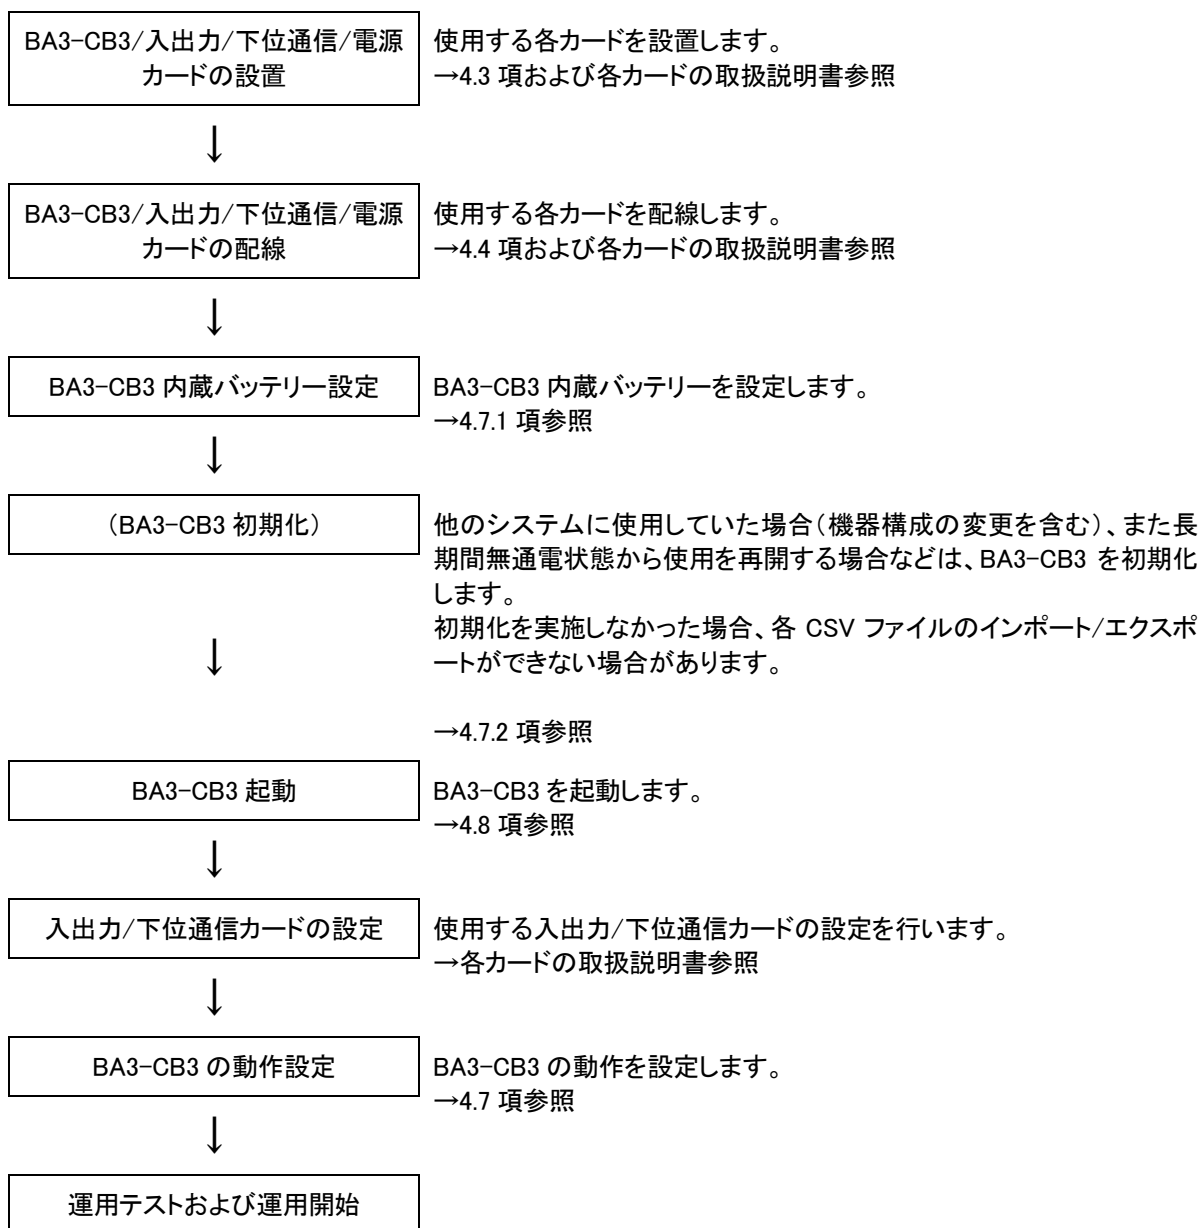 BA3-CB3/入出力/下位通信/電源
カードの設置
使用する各カードを設置します。
→4.3 項および各カードの取扱説明書参照
↓
BA3-CB3/入出力/下位通信/電源
カードの配線
使用する各カードを配線します。
→4.4 項および各カードの取扱説明書参照
↓
BA3-CB3 内蔵バッテリー設定
BA3-CB3 内蔵バッテリーを設定します。
→4.7.1 項参照
↓
(BA3-CB3 初期化)
他のシステムに使用していた場合(機器構成の変更を含む)、また長
期間無通電状態から使用を再開する場合などは、BA3-CB3 を初期化
します。
初期化を実施しなかった場合、各 CSV ファイルのインポート/エクスポ
ートができない場合があります。
→4.7.2 項参照
↓
BA3-CB3 起動
BA3-CB3 を起動します。
→4.8 項参照
↓
入出力/下位通信カードの設定
使用する入出力/下位通信カードの設定を行います。
→各カードの取扱説明書参照
↓
BA3-CB3 の動作設定
BA3-CB3 の動作を設定します。
→4.7 項参照
↓
運用テストおよび運用開始